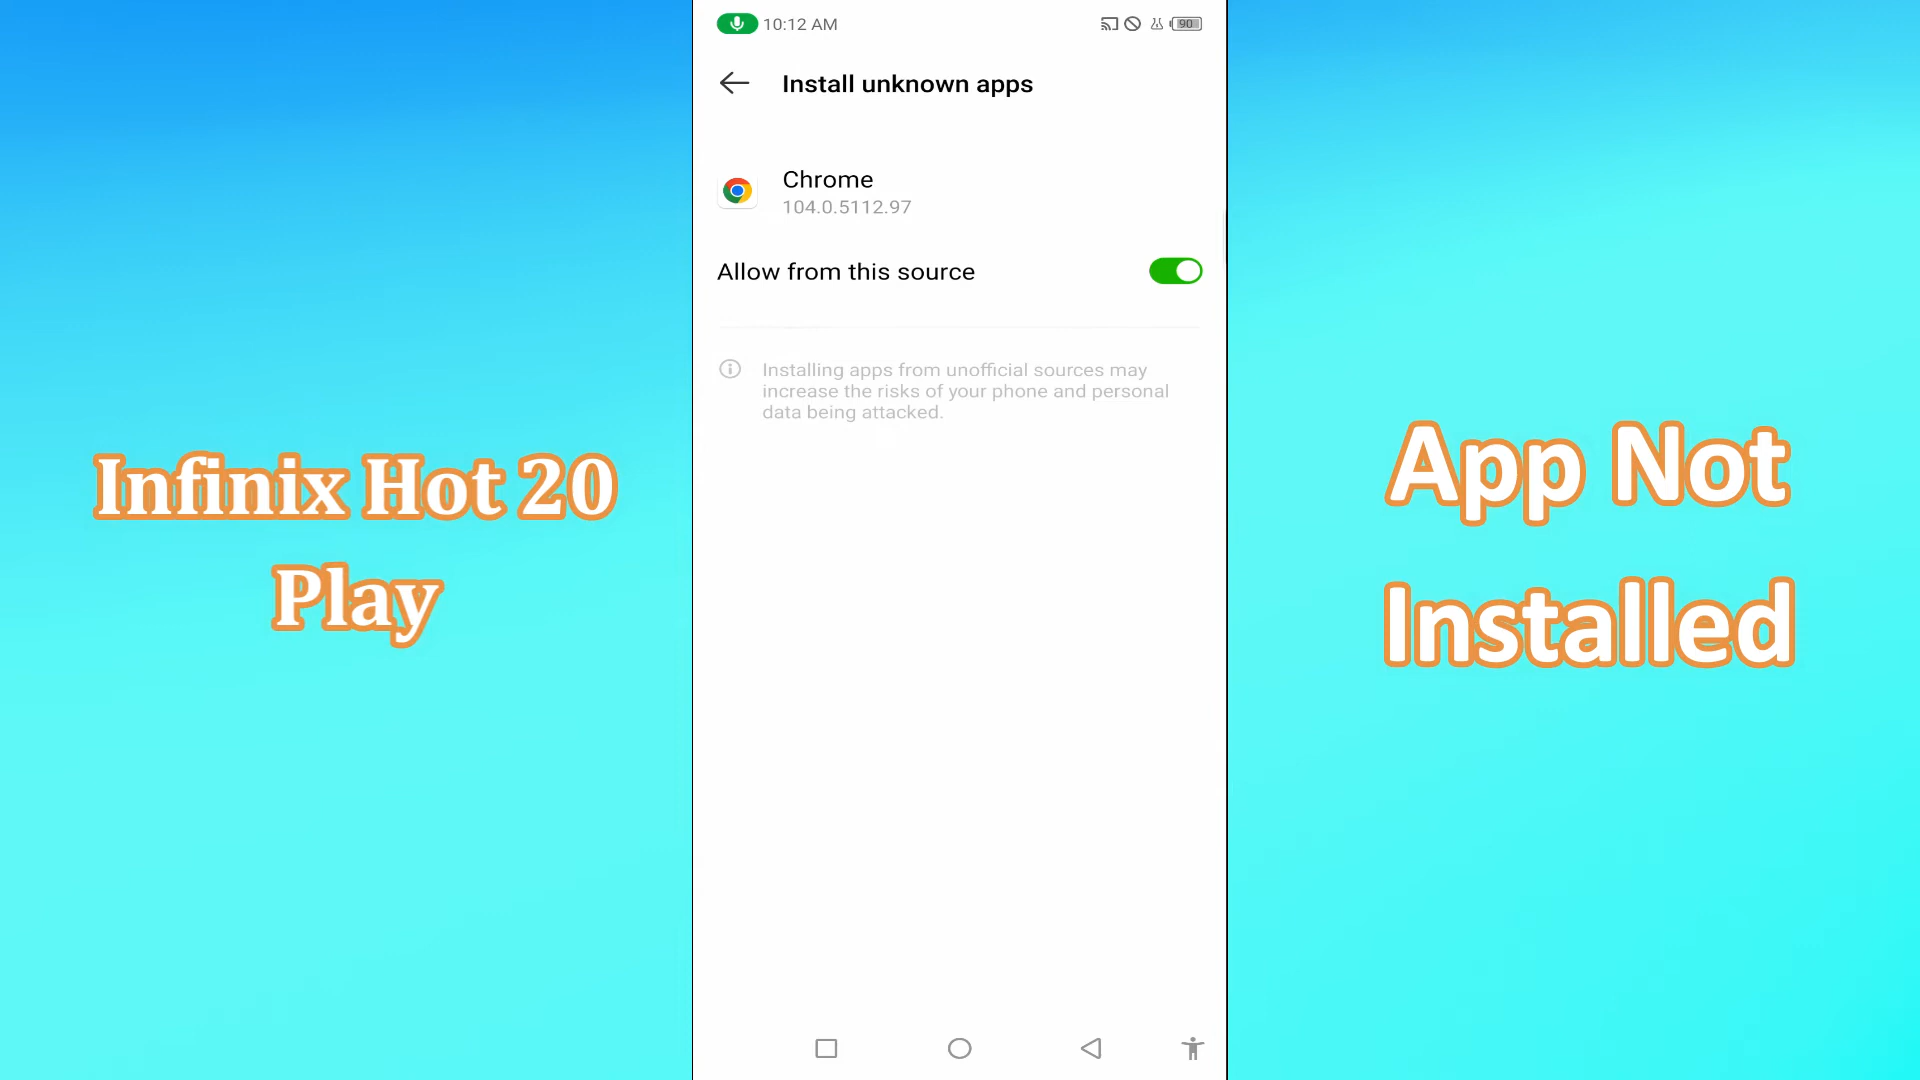 10:12 AM
90
Install unknown apps
Chrome
104.0.5112.97
Allow from this source
Installing apps from unofficial sources may
increase the risks of your phone and personal
data being attacked.
Infinix Hot 20
Play
App Not
Installed